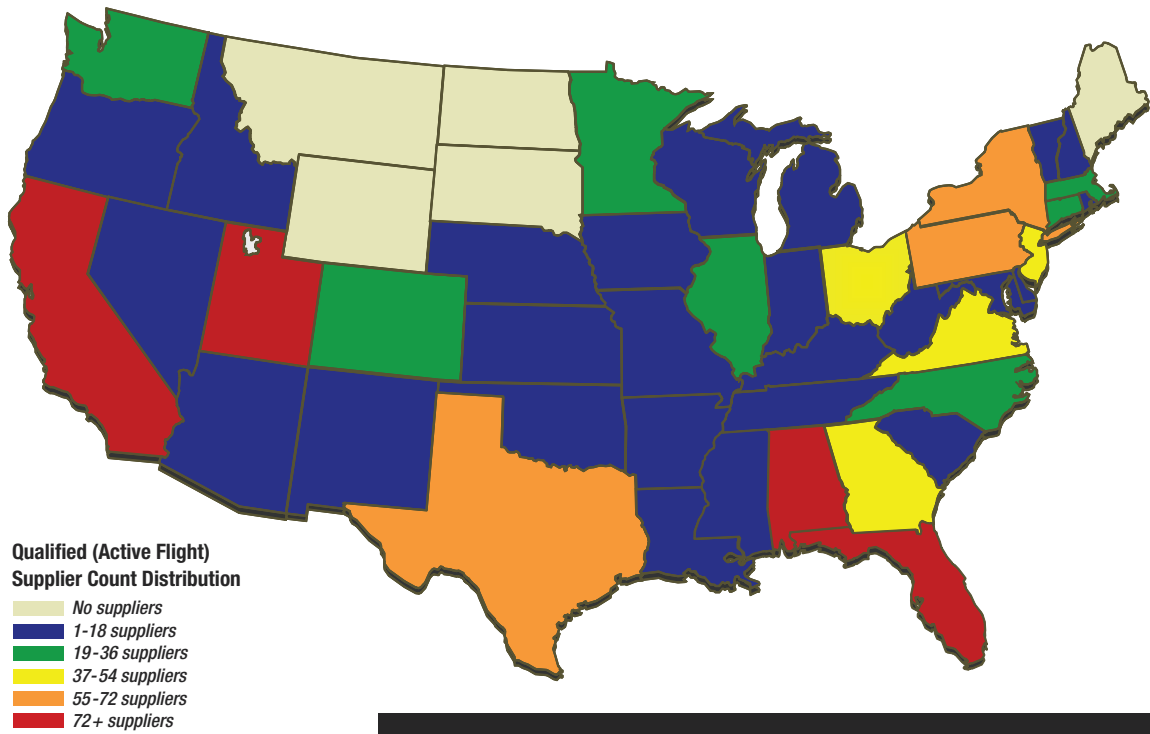 Qualified (Active Flight)
Supplier Count Distribution
No suppliers
1-18 suppliers
19-36 suppliers
37-54 suppliers
55-72 suppliers
72+ suppliers